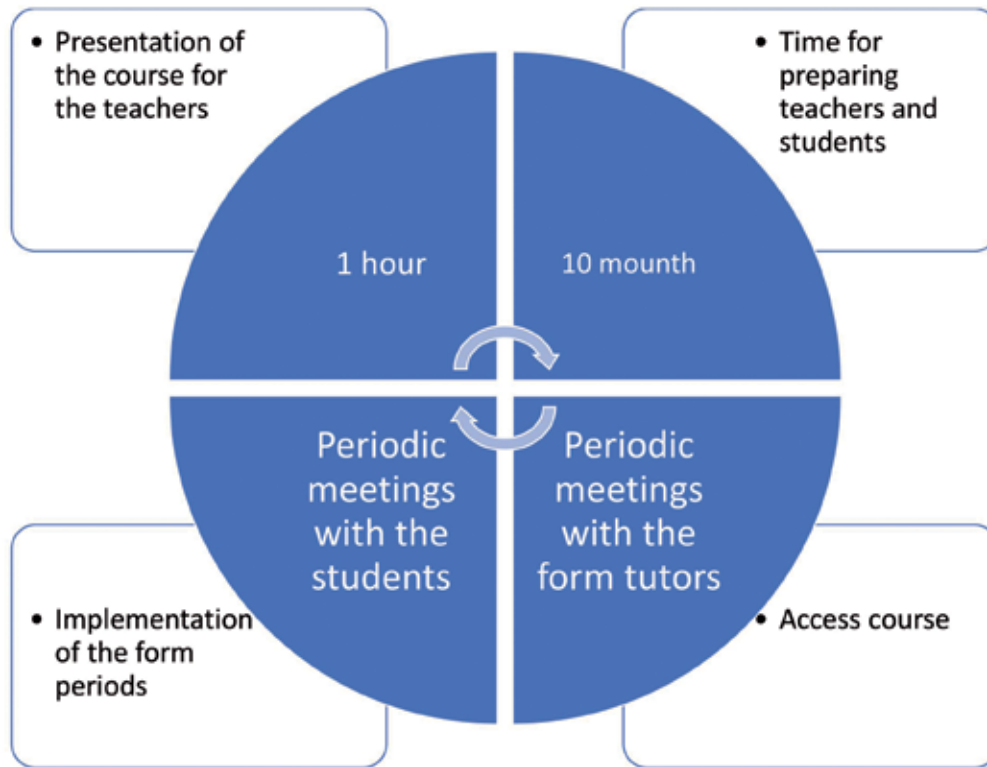 • Presentation of
the course for
the teachers
• Time for
preparing
teachers and
students
1 hour
10 mounth
Periodic
meetings
with the
students
Periodic
meetings
with the
form tutors
• Implementation
of the form
periods
• Access course